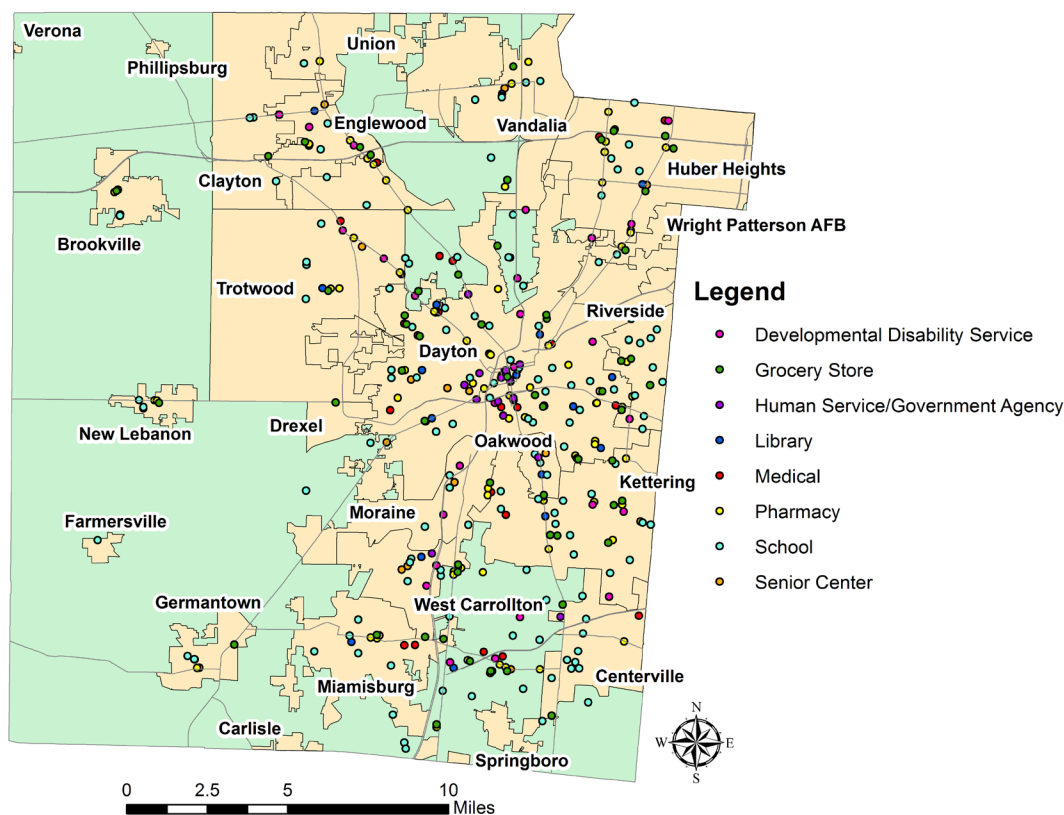 Verona
Union
Phillipsburg
Englewood
Vandalia
Huber Heights
Clayton
Wright Patterson AFB
Brookville
Trotwood
Legend
Riverside
Developmental Disability Service
Dayton
Grocery Store
Human Service/Government Agency
New Lebanon
Drexel
Oakwood
Library
Medical
Kettering
Moraine
Pharmacy
Farmersville
School
Senior Center
Germantown
West Carrollton
Centerville
Miamisburg
Carlisle
Springboro
N
W E
S
0 2.5 5 10
Miles